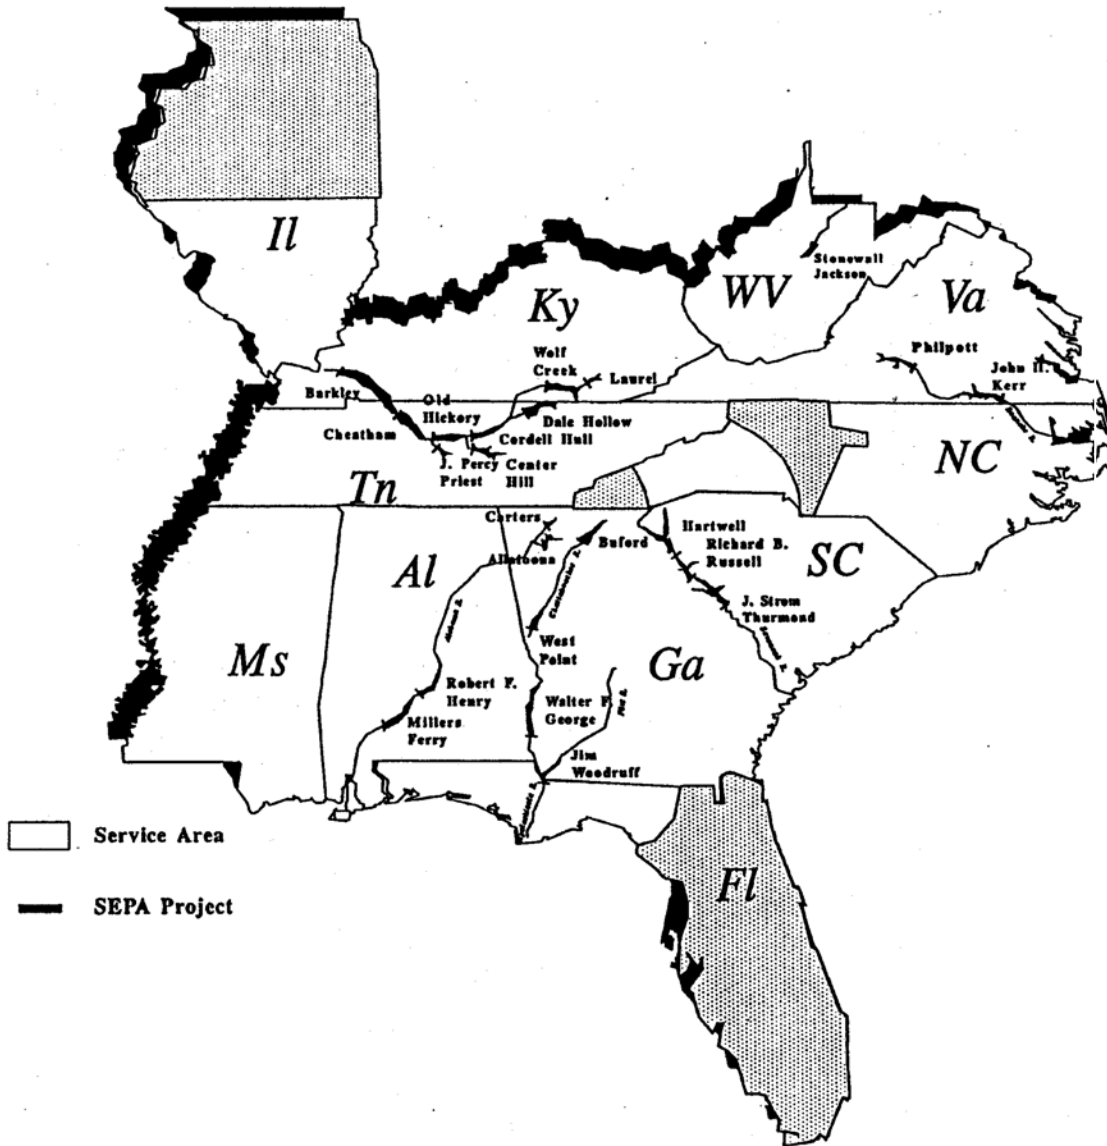 Il
Stonewall
Jackson
WV
Ky
Va
Wolf
Creek
Laurel
Philpott
John H.
Kerr
Barkley
Old
Hickory
Cheatham
Dale Hollow
Cordell Hull
J. Percy
Priest
Center
Hill
Tn
NC
Carters
Allatoona
Buford
Hartwell
Richard B.
Russell
SC
Al
J. Strom
Thurmond
West
Point
Ms
Ga
Robert F.
Henry
Walter F.
George
Millers
Ferry
Jim
Woodruff
Service Area
SEPA Project
Fl